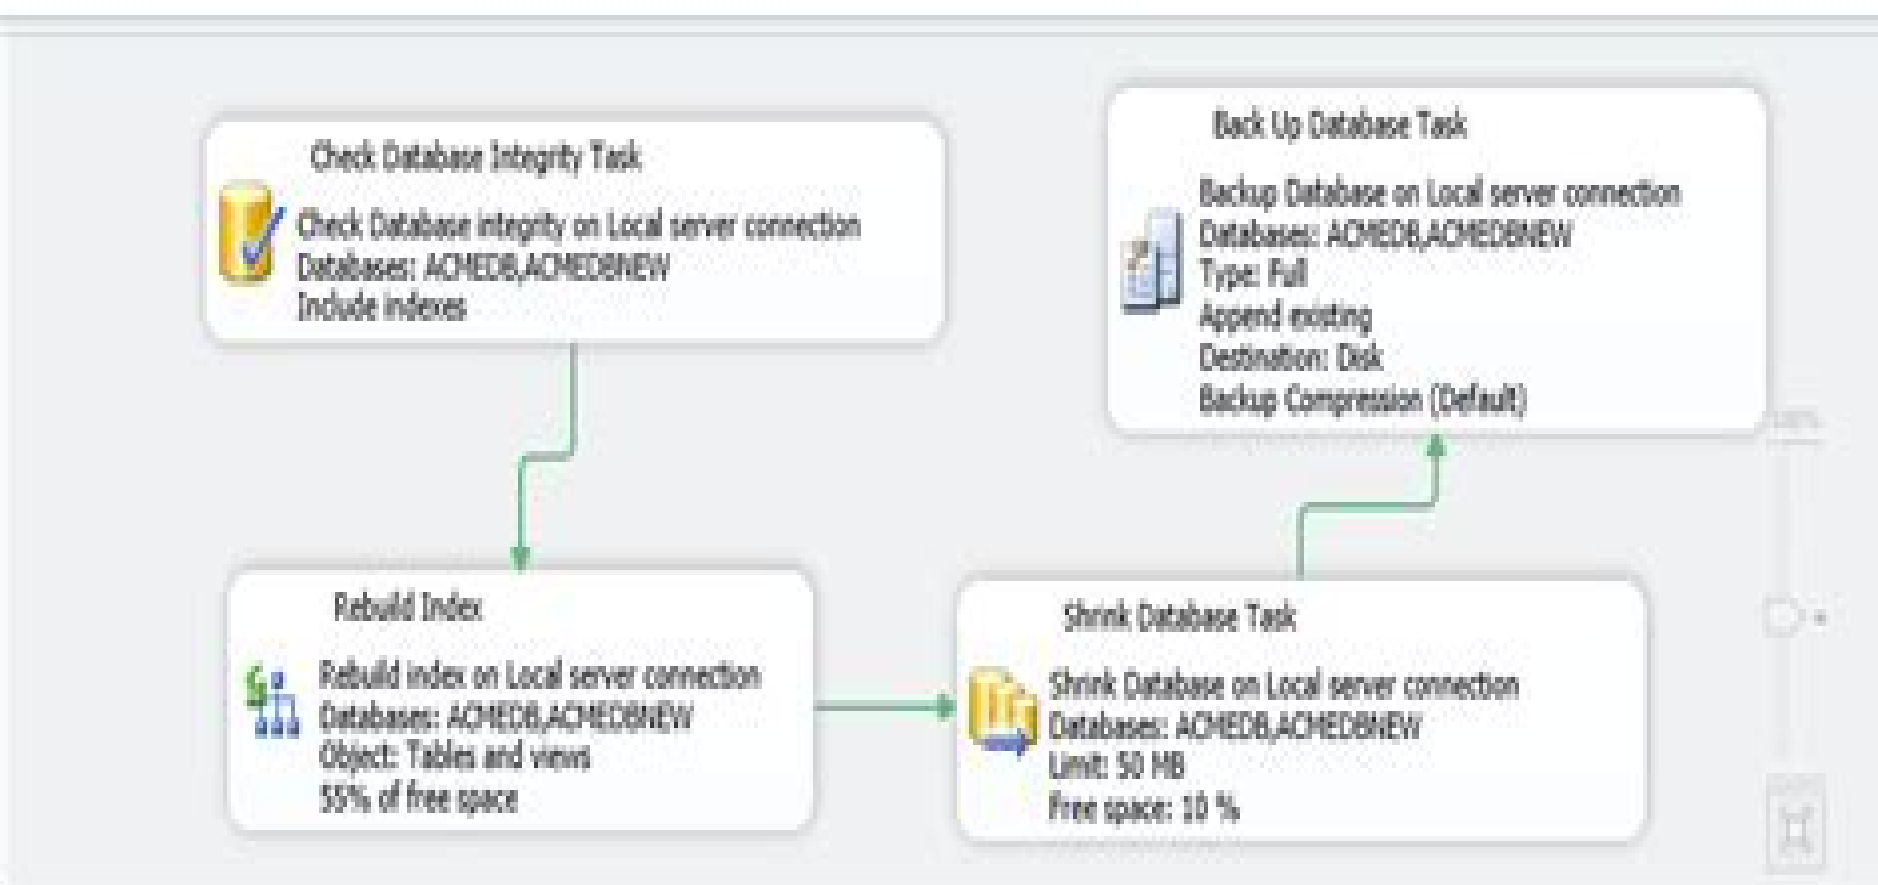 Check Database Integrity Task
Check Database integrity on Local server connection
Databases: ACMEDB,ACMEDBNEW
Include indexes
Back Up Database Task
Backup Database on Local server connection
Databases: ACMEDB,ACMEDBNEW
Type: Full
Append existing
Destination: Disk
Backup Compression (Default)
Rebuild Index
Rebuild index on Local server connection
Databases: ACMEDB,ACMEDBNEW
Object: Tables and views
55% of free space
Shrink Database Task
Shrink Database on Local server connection
Databases: ACMEDB,ACMEDBNEW
Limit: 50 MB
Free space: 10 %